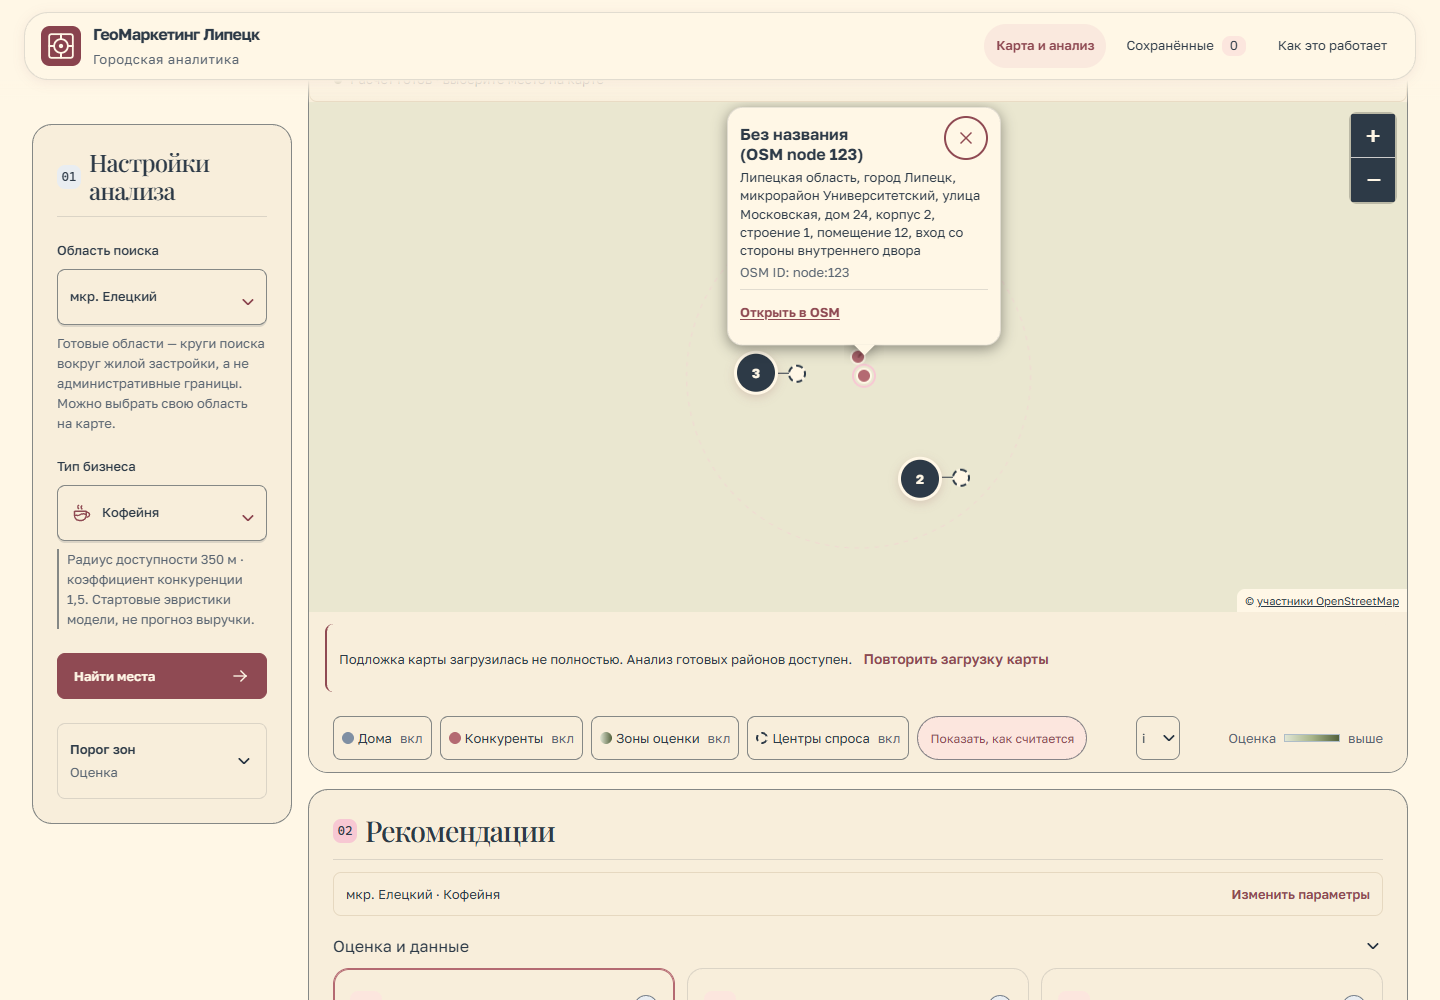 ГеоМаркетинг Липецк
Городская аналитика
Карта и анализ
Сохранённые 0
Как это работает
01 Настройки
анализа
Область поиска
мкр. Елецкий
Готовые области — круги поиска
вокруг жилой застройки, а не
административные границы.
Можно выбрать свою область
на карте.
Тип бизнеса
Кофейня
Радиус доступности 350 м ·
коэффициент конкуренции
1,5. Стартовые эвристики
модели, не прогноз выручки.
Найти места
Порог зон
Оценка
Без названия
(OSM node 123)
Липецкая область, город Липецк,
микрорайон Университетский, улица
Московская, дом 24, корпус 2,
строение 1, помещение 12, вход со
стороны внутреннего двора
OSM ID: node:123
Открыть в OSM
+
−
3
2
© участники OpenStreetMap
Подложка карты загрузилась не полностью. Анализ готовых районов доступен. Повторить загрузку карты
Дома вкл
Конкуренты вкл
Зоны оценки вкл
Центры спроса вкл
Показать, как считается
i
Оценка выше
02 Рекомендации
мкр. Елецкий · Кофейня
Изменить параметры
Оценка и данные